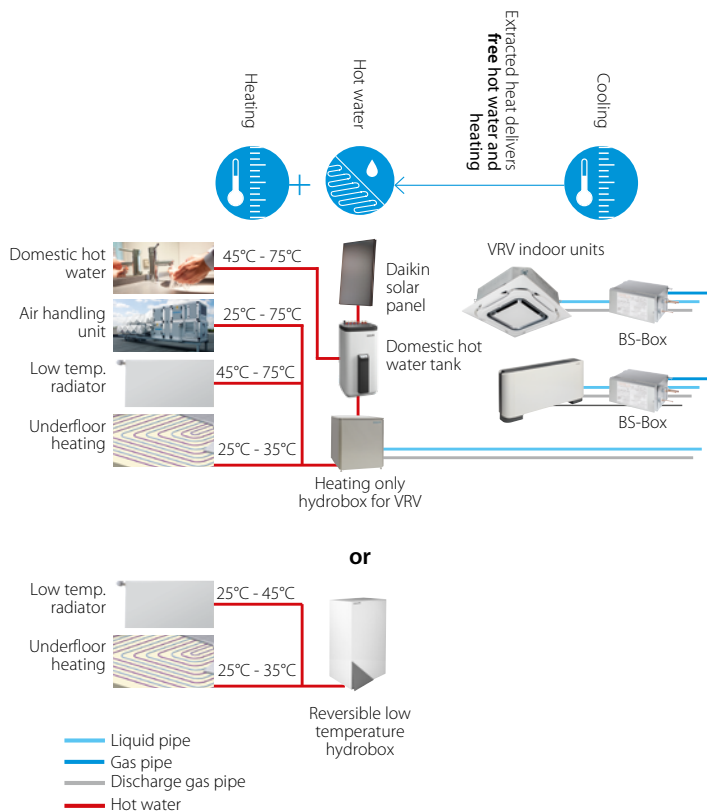 Heating
Hot water
Extracted heat delivers
free hot water and
heating
Cooling
Domestic hot
water
45°C - 75°C
Air handling
unit
25°C - 75°C
Low temp.
radiator
45°C - 75°C
Underfloor
heating
25°C - 35°C
Daikin
solar
panel
Domestic hot
water tank
Heating only
hydrobox for VRV
VRV indoor units
BS-Box
BS-Box
or
Low temp.
radiator
25°C - 45°C
Underfloor
heating
25°C - 35°C
Reversible low
temperature
hydrobox
Liquid pipe
Gas pipe
Discharge gas pipe
Hot water